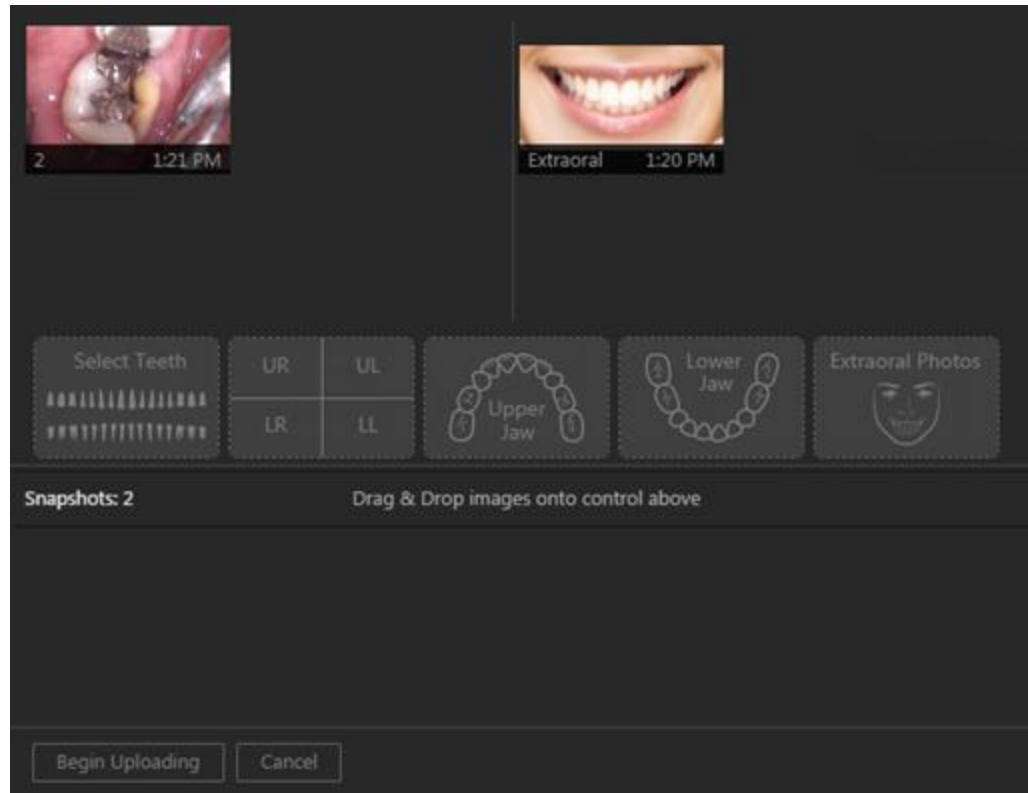 2 1:21 PM
Extraoral 1:20 PM
Select Teeth
UR UL
LR LL
Upper
Jaw
Lower
Jaw
Extraoral Photos
Snapshots: 2
Drag & Drop images onto control above
Begin Uploading
Cancel